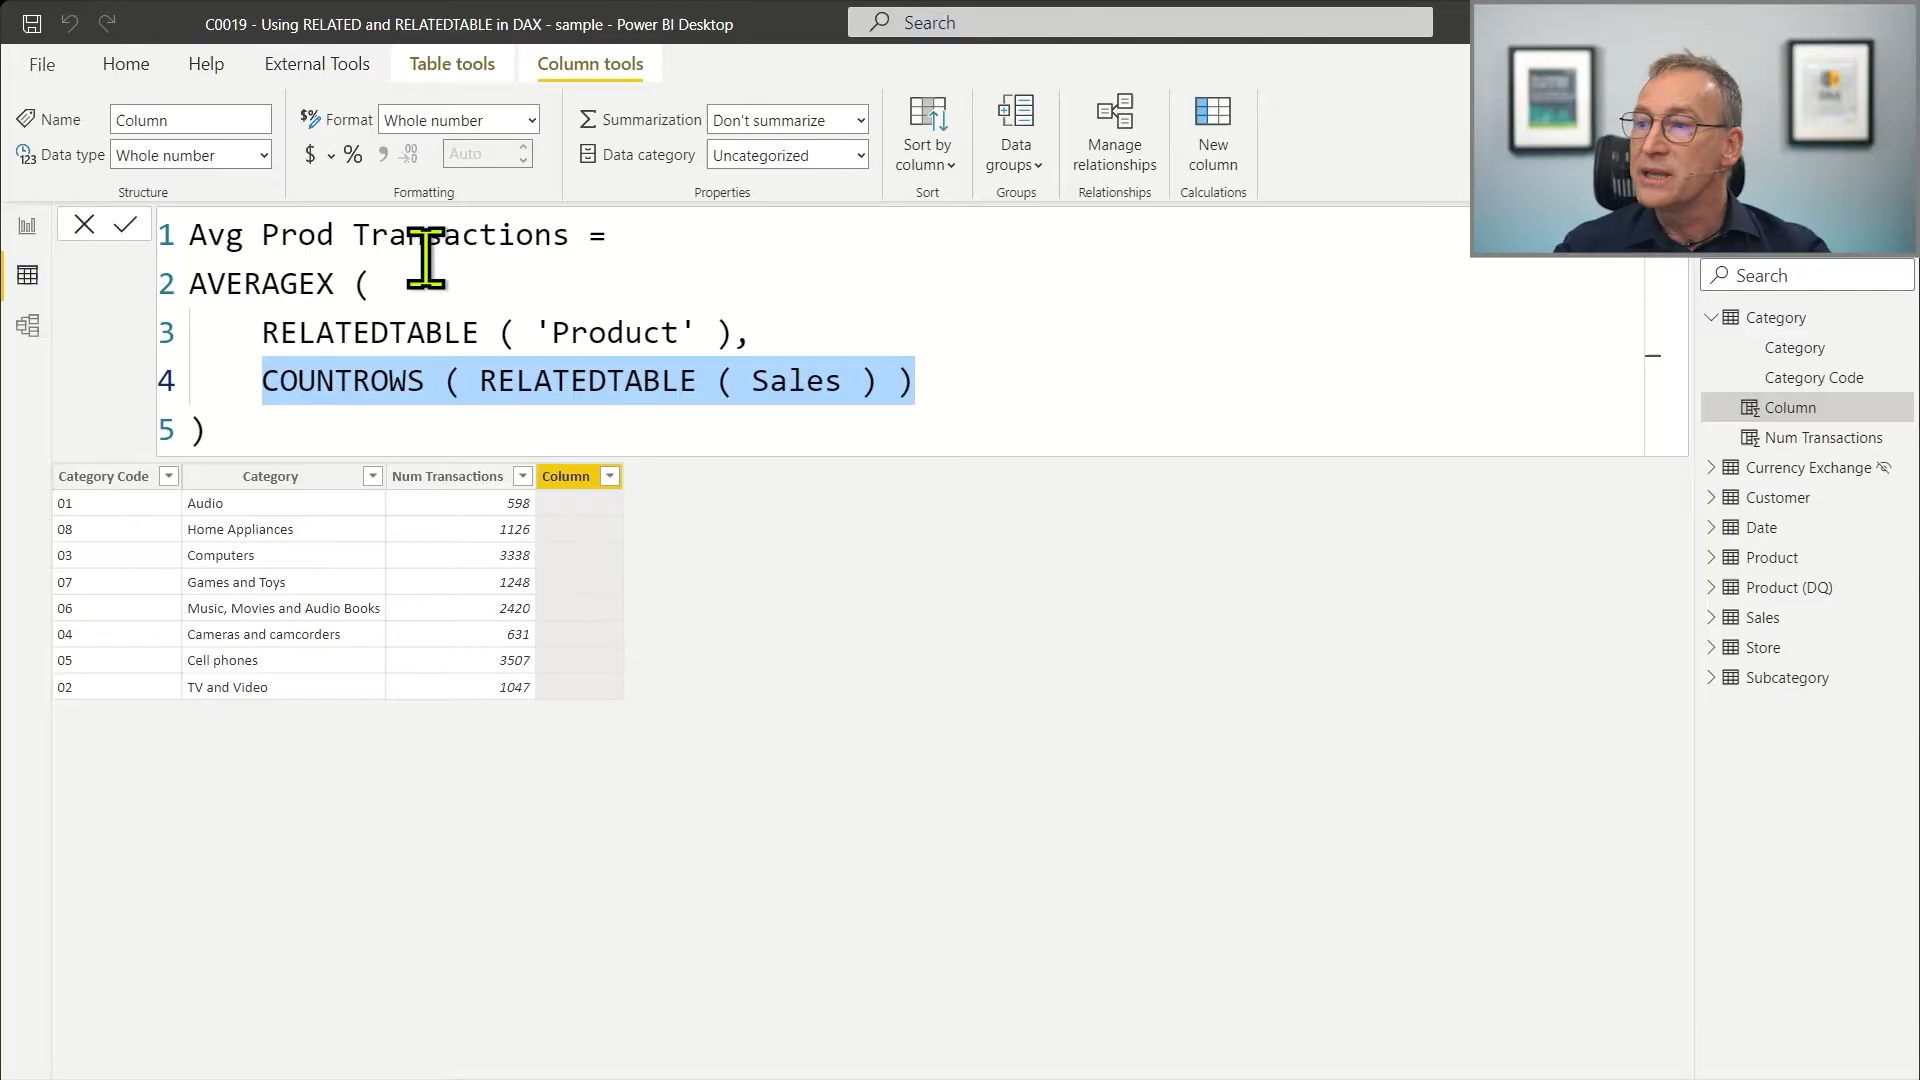 C0019 - Using RELATED and RELATEDTABLE in DAX - sample - Power BI Desktop
Search
File
Home
Help
External Tools
Table tools
Column tools
Name
Column
Data type
Whole number
Structure
Format
Whole number
$
%
Auto
Formatting
Summarization
Don't summarize
Data category
Uncategorized
Properties
Sort by
column
Sort
Data
groups
Groups
Manage
relationships
Relationships
New
column
Calculations
1 Avg Prod Transactions =
2 AVERAGEX (
3 RELATEDTABLE ( 'Product' ),
4 COUNTROWS ( RELATEDTABLE ( Sales ) )
5 )
Category Code Category Num Transactions Column
01 Audio 598
08 Home Appliances 1126
03 Computers 3338
07 Games and Toys 1248
06 Music, Movies and Audio Books 2420
04 Cameras and camcorders 631
05 Cell phones 3507
02 TV and Video 1047
Search
Category
Category
Category Code
Column
Num Transactions
Currency Exchange
Customer
Date
Product
Product (DQ)
Sales
Store
Subcategory